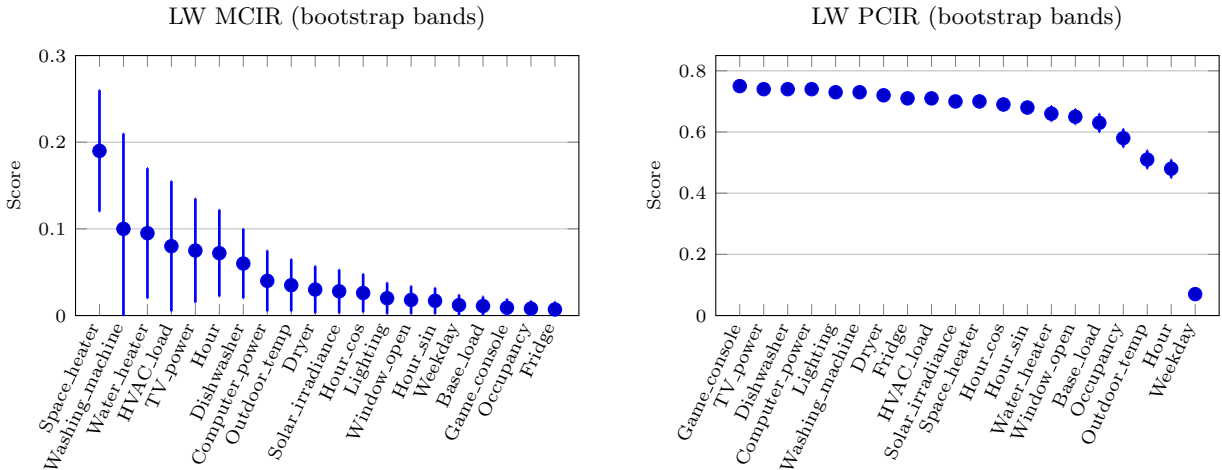 LW MCIR (bootstrap bands)
0.3
0.2
0.1
0
Score
Space_heater
Washing_machine
Water_heater
HVAC_load
TV_power
Hour
Dishwasher
Computer_power
Outdoor_temp
Dryer
Solar_irradiance
Hour_cos
Lighting
Window_open
Hour_sin
Weekday
Base_load
Game_console
Occupancy
Fridge
LW PCIR (bootstrap bands)
0.8
0.6
0.4
0.2
0
Score
Game_console
TV_power
Dishwasher
Computer_power
Lighting
Washing_machine
Dryer
Fridge
HVAC_load
Solar_irradiance
Space_heater
Hour_cos
Hour_sin
Water_heater
Window_open
Base_load
Occupancy
Outdoor_temp
Hour
Weekday